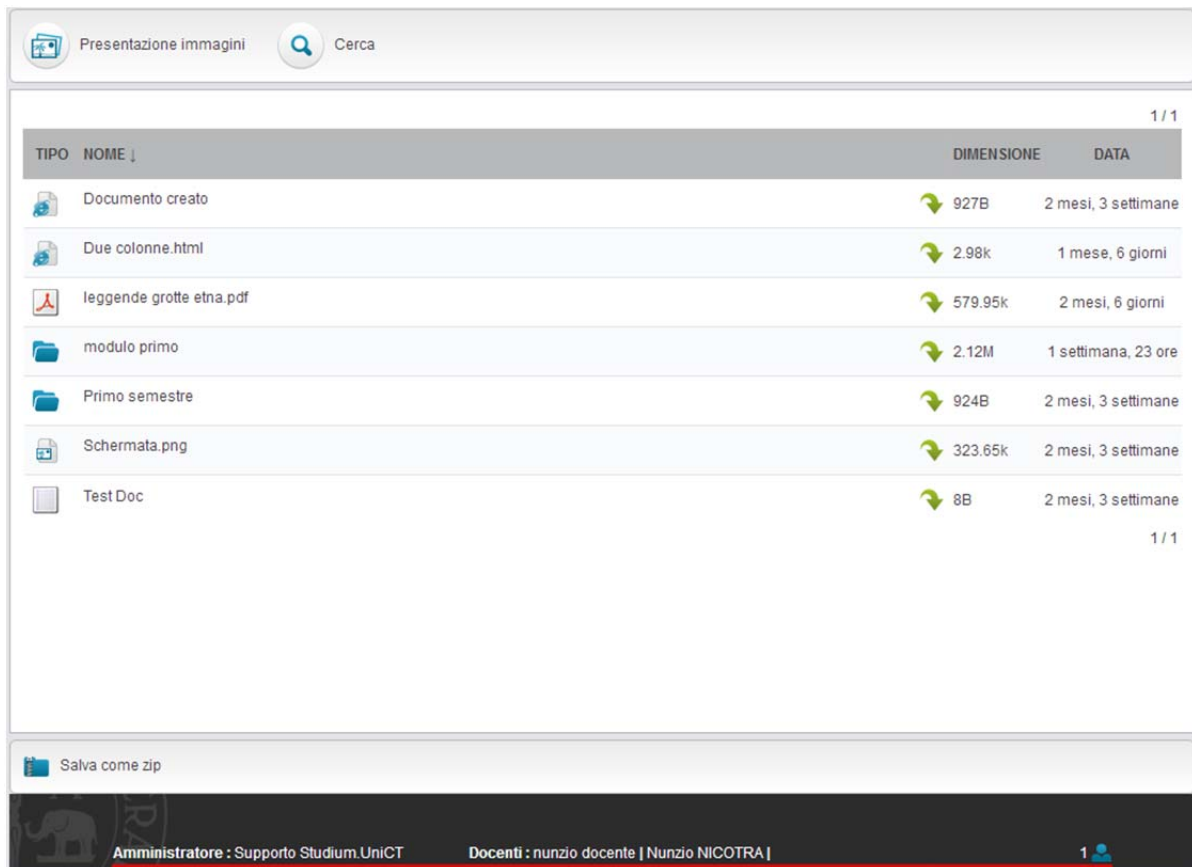 Presentazione immagini Cerca
1 / 1
TIPO NOME ↓ DIMENSIONE DATA
Documento creato 927B 2 mesi, 3 settimane
Due colonne.html 2.98k 1 mese, 6 giorni
leggende grotte etna.pdf 579.95k 2 mesi, 6 giorni
modulo primo 2.12M 1 settimana, 23 ore
Primo semestre 924B 2 mesi, 3 settimane
Schermata.png 323.65k 2 mesi, 3 settimane
Test Doc 8B 2 mesi, 3 settimane
1 / 1
Salva come zip
Amministratore : Supporto Studium.UniCT Docenti : nunzio docente | Nunzio NICOTRA | 1